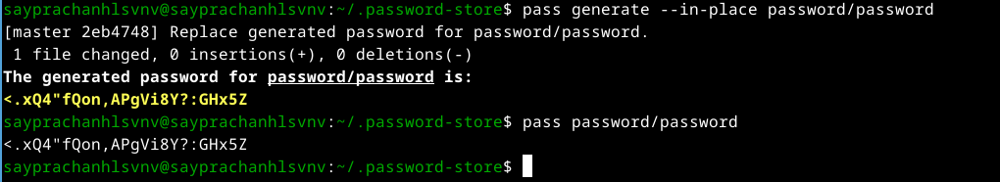 sayprachanhlsvnv@sayprachanhlsvnv:~/.password-store$ pass generate --in-place password/password
[master 2eb4748] Replace generated password for password/password.
 1 file changed, 0 insertions(+), 0 deletions(-)
The generated password for password/password is:
<.xQ4"fQon,APgVi8Y?:GHx5Z
sayprachanhlsvnv@sayprachanhlsvnv:~/.password-store$ pass password/password
<.xQ4"fQon,APgVi8Y?:GHx5Z
sayprachanhlsvnv@sayprachanhlsvnv:~/.password-store$